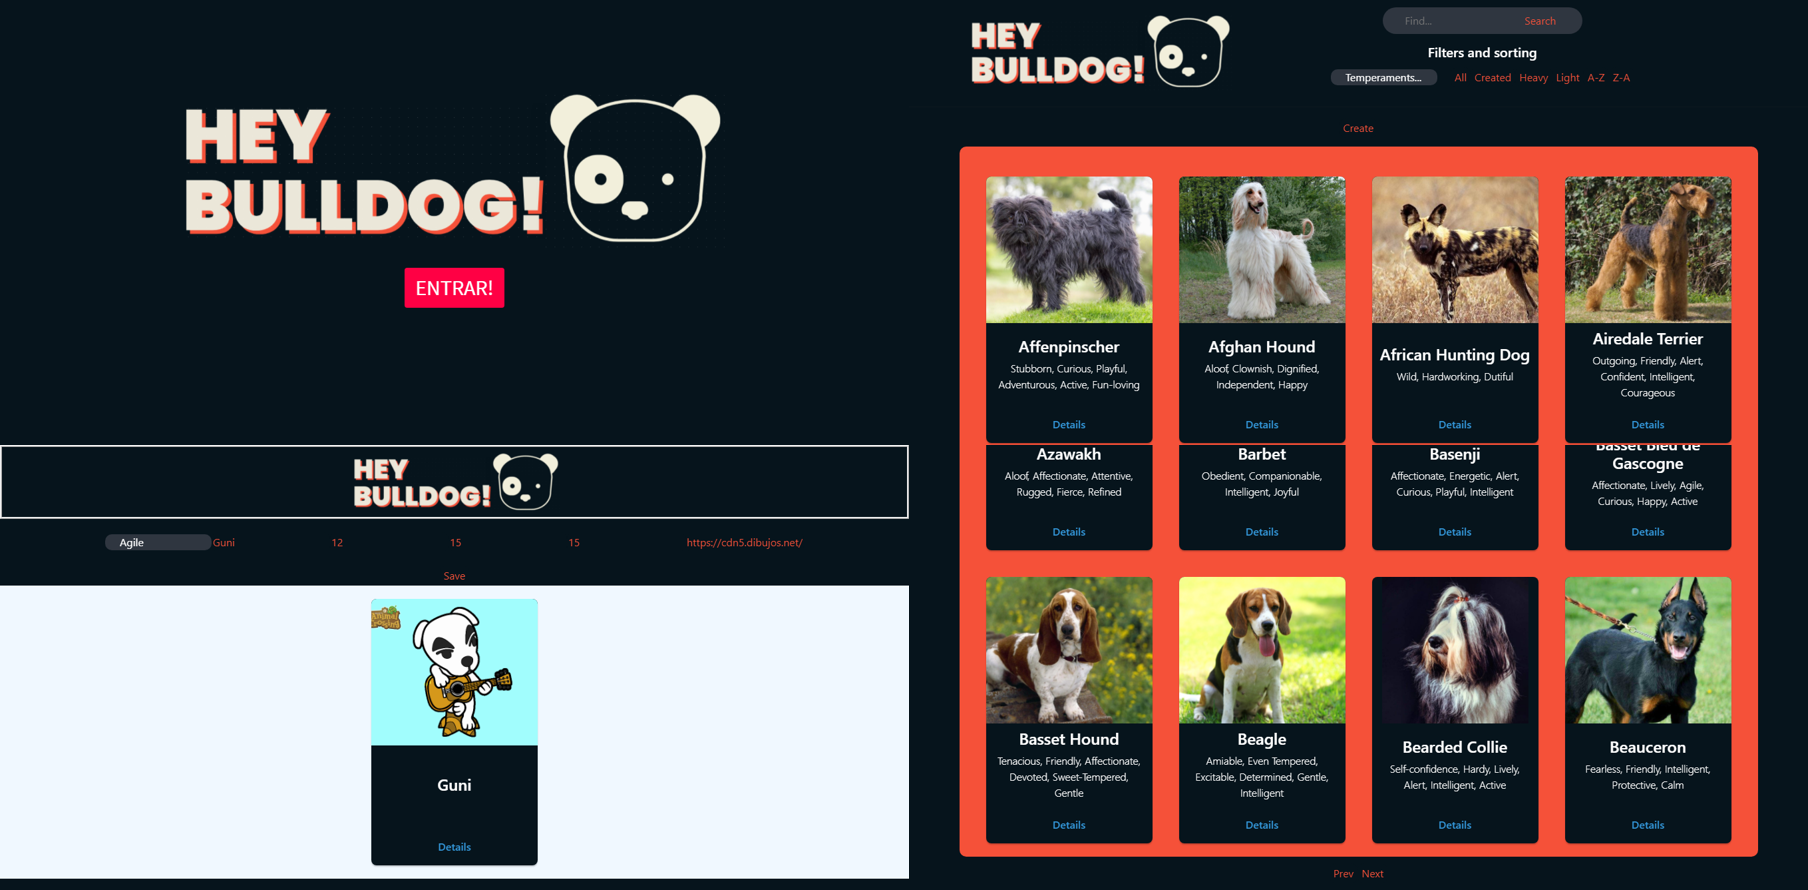 HEY
BULLDOG!
ENTRAR!
HEY
BULLDOG!
Agile
Guni
12
15
15
https://cdn5.dibujos.net/
Save
Animal
Crossing
Guni
Details
HEY
BULLDOG!
Find...
Search
Filters and sorting
Temperaments...
All Created Heavy Light A-Z Z-A
Create
Affenpinscher
Stubborn, Curious, Playful,
Adventurous, Active, Fun-loving
Details
Afghan Hound
Aloof, Clownish, Dignified,
Independent, Happy
Details
African Hunting Dog
Wild, Hardworking, Dutiful
Details
Airedale Terrier
Outgoing, Friendly, Alert,
Confident, Intelligent,
Courageous
Details
Azawakh
Aloof, Affectionate, Attentive,
Rugged, Fierce, Refined
Details
Barbet
Obedient, Companionable,
Intelligent, Joyful
Details
Basenji
Affectionate, Energetic, Alert,
Curious, Playful, Intelligent
Details
Basset Bleu de
Gascogne
Affectionate, Lively, Agile,
Curious, Happy, Active
Details
Basset Hound
Tenacious, Friendly, Affectionate,
Devoted, Sweet-Tempered,
Gentle
Details
Beagle
Amiable, Even Tempered,
Excitable, Determined, Gentle,
Intelligent
Details
Bearded Collie
Self-confidence, Hardy, Lively,
Alert, Intelligent, Active
Details
Beauceron
Fearless, Friendly, Intelligent,
Protective, Calm
Details
Prev Next